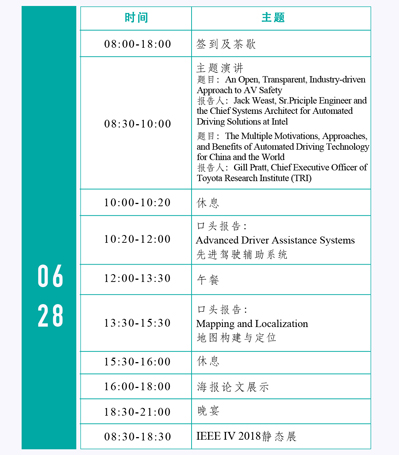 时间 主题
08:00-18:00 签到及茶歇
08:30-10:00
主题演讲
题目：An Open, Transparent, Industry-driven
Approach to AV Safety
报告人：Jack Weast, Sr.Priciple Engineer and
the Chief Systems Architect for Automated
Driving Solutions at Intel
题目：The Multiple Motivations, Approaches,
and Benefits of Automated Driving Technology
for China and the World
报告人：Gill Pratt, Chief Executive Officer of
Toyota Research Institute (TRI)
10:00-10:20 休息
10:20-12:00
口头报告：
Advanced Driver Assistance Systems
先进驾驶辅助系统
06
28
12:00-13:30 午餐
13:30-15:30
口头报告：
Mapping and Localization
地图构建与定位
15:30-16:00 休息
16:00-18:00 海报论文展示
18:30-21:00 晚宴
08:30-18:30 IEEE IV 2018静态展